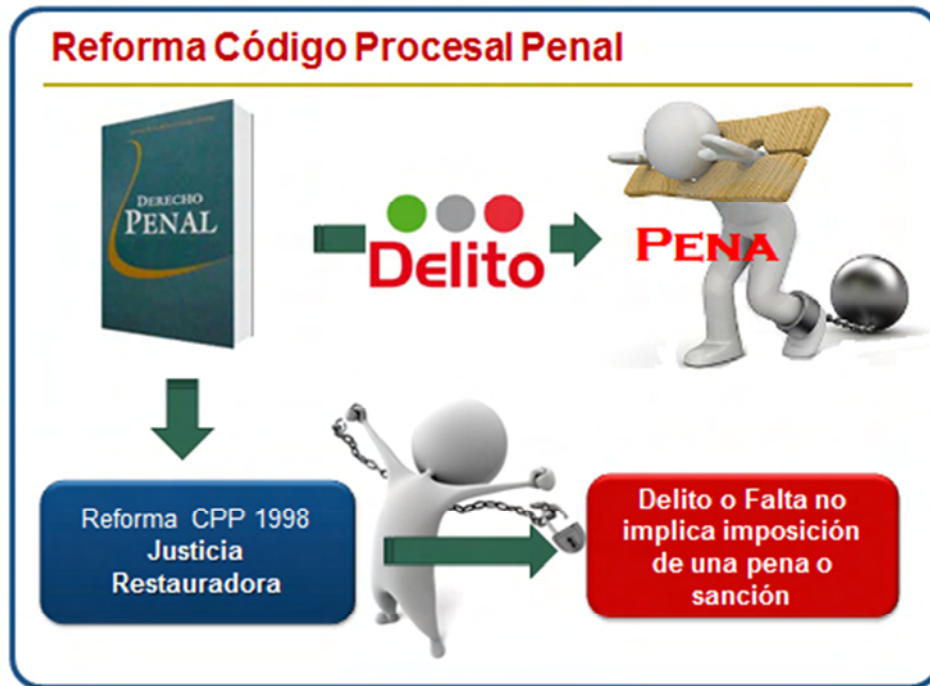 Reforma Código Procesal Penal
DERECHO
PENAL
Delito
PENA
Reforma CPP 1998
Justicia
Restauradora
Delito o Falta no
implica imposición
de una pena o
sanción